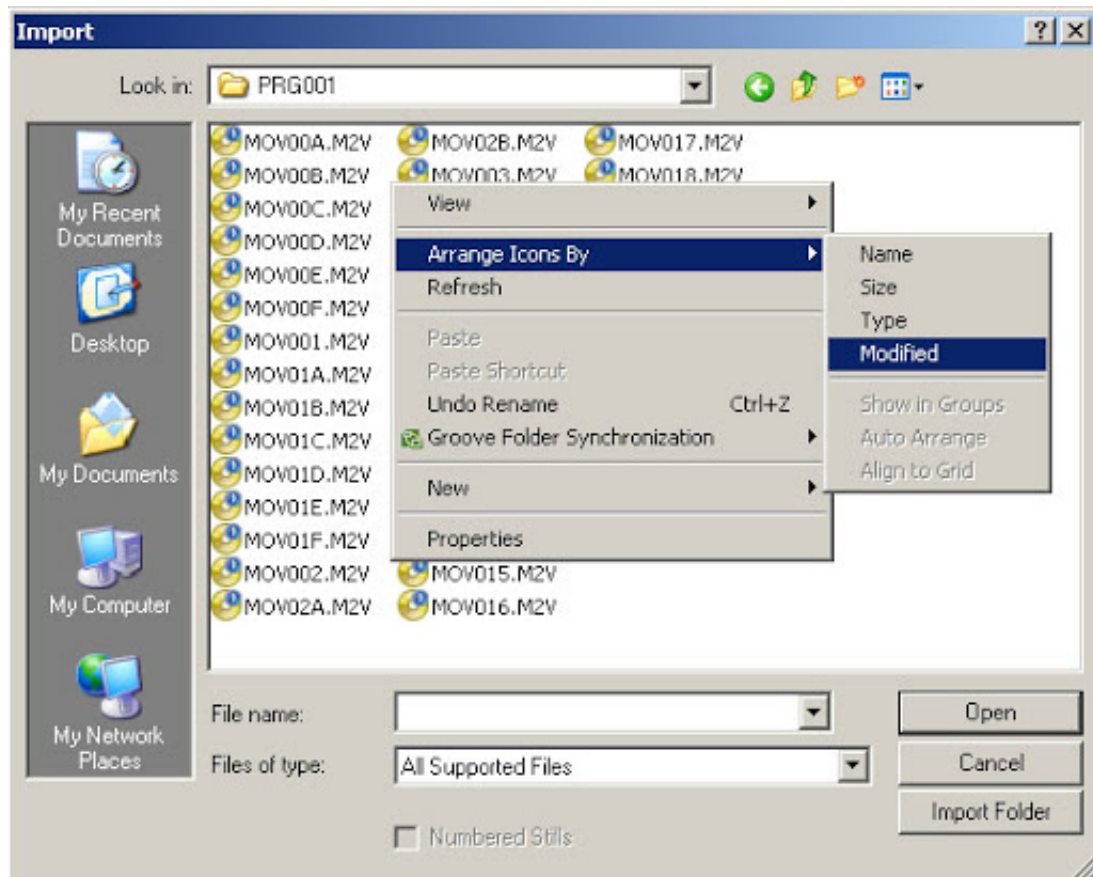 Import
Look in: PRG001
My Recent
Documents
Desktop
My Documents
My Computer
My Network
Places
MOV00A.M2V
MOV00B.M2V
MOV00C.M2V
MOV00D.M2V
MOV00E.M2V
MOV00F.M2V
MOV001.M2V
MOV01A.M2V
MOV01B.M2V
MOV01C.M2V
MOV01D.M2V
MOV01E.M2V
MOV01F.M2V
MOV002.M2V
MOV02A.M2V
MOV02B.M2V
MOV003.M2V
MOV015.M2V
MOV016.M2V
MOV017.M2V
MOV018.M2V
View
Arrange Icons By
Refresh
Paste
Paste Shortcut
Undo Rename Ctrl+Z
Groove Folder Synchronization
New
Properties
Name
Size
Type
Modified
Show in Groups
Auto Arrange
Align to Grid
File name:
Open
Files of type: All Supported Files
Cancel
Import Folder
Numbered Stills